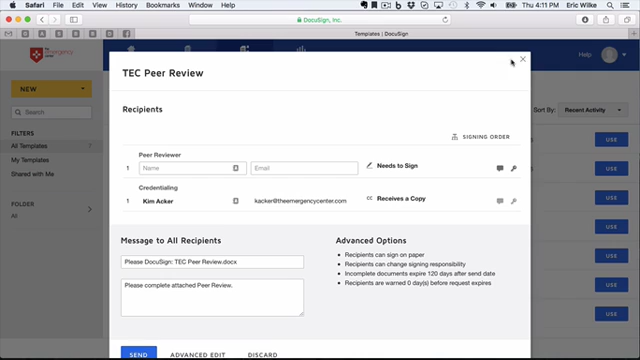 Safari File Edit View History Bookmarks Window Help
Thu 4:11 PM Eric Wilke
DocuSign, Inc.
Templates | DocuSign
the emergency center
Help
NEW
Search
FILTERS
All Templates
My Templates
Shared with Me
FOLDER
All
Sort By: Recent Activity
USE
USE
USE
USE
USE
USE
USE
TEC Peer Review
Recipients
SIGNING ORDER
Peer Reviewer
1 Name Email Needs to Sign
Credentialing
1 Kim Acker kacker@theemergencycenter.com CC Receives a Copy
Message to All Recipients
Please DocuSign: TEC Peer Review.docx
Please complete attached Peer Review.
Advanced Options
• Recipients can sign on paper
• Recipients can change signing responsibility
• Incomplete documents expire 120 days after send date
• Recipients are warned 0 day(s) before request expires
SEND ADVANCED EDIT DISCARD